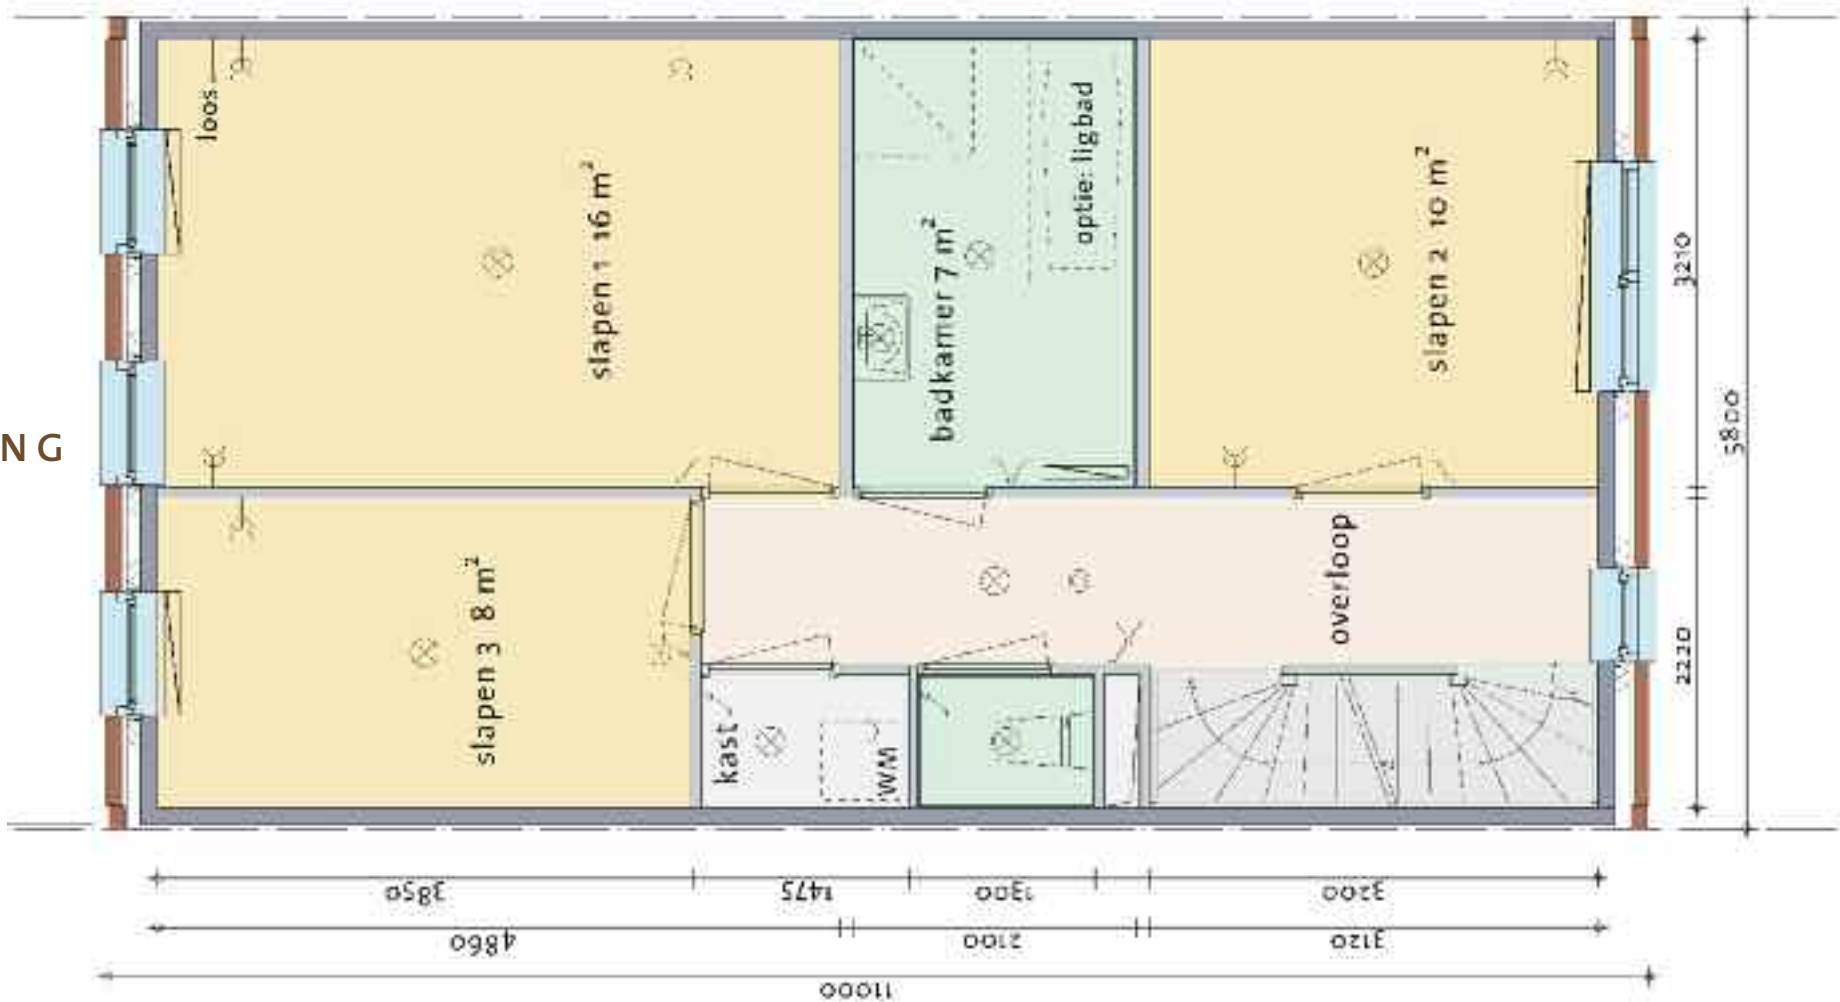 NG
loos
slapen 1 16 m²
badkamer 7 m²
optie: ligbad
slapen 2 10 m²
slapen 3 8 m²
overloop
kast
WM
3210
5800
2220
3850
1475
1300
3200
4860
2100
3120
11000